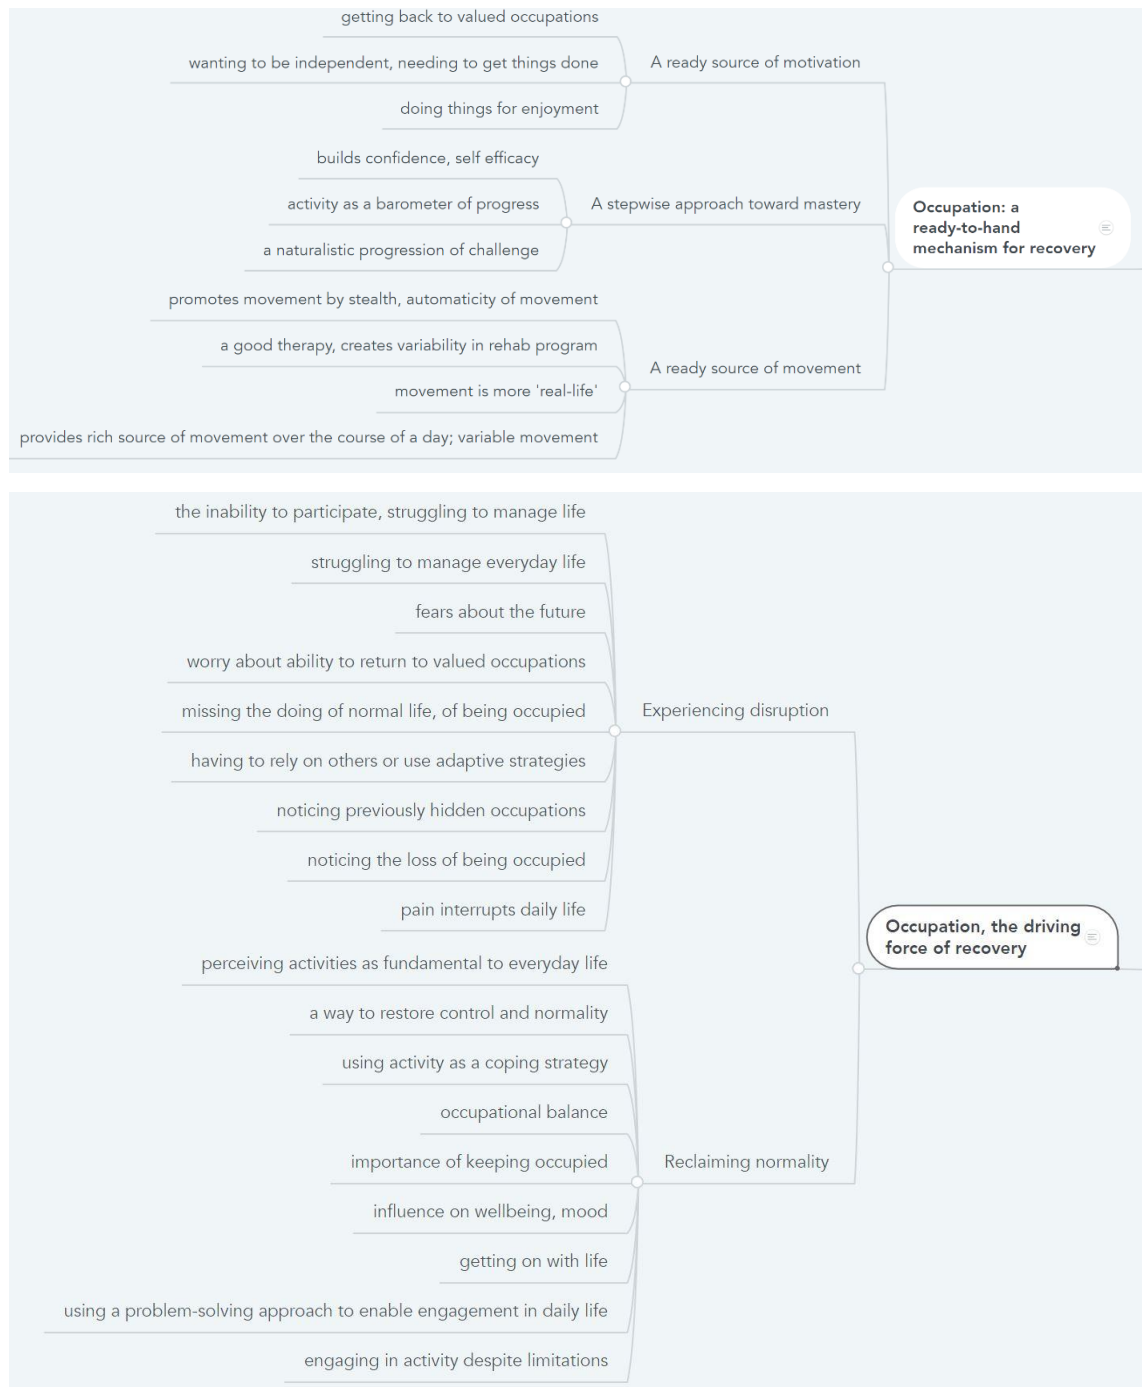 getting back to valued occupations
wanting to be independent, needing to get things done
doing things for enjoyment
A ready source of motivation
builds confidence, self efficacy
activity as a barometer of progress
a naturalistic progression of challenge
A stepwise approach toward mastery
promotes movement by stealth, automaticity of movement
a good therapy, creates variability in rehab program
movement is more 'real-life'
provides rich source of movement over the course of a day; variable movement
A ready source of movement
Occupation: a
ready-to-hand
mechanism for recovery
the inability to participate, struggling to manage life
struggling to manage everyday life
fears about the future
worry about ability to return to valued occupations
missing the doing of normal life, of being occupied
having to rely on others or use adaptive strategies
noticing previously hidden occupations
noticing the loss of being occupied
pain interrupts daily life
Experiencing disruption
perceiving activities as fundamental to everyday life
a way to restore control and normality
using activity as a coping strategy
occupational balance
importance of keeping occupied
influence on wellbeing, mood
getting on with life
using a problem-solving approach to enable engagement in daily life
engaging in activity despite limitations
Reclaiming normality
Occupation, the driving
force of recovery